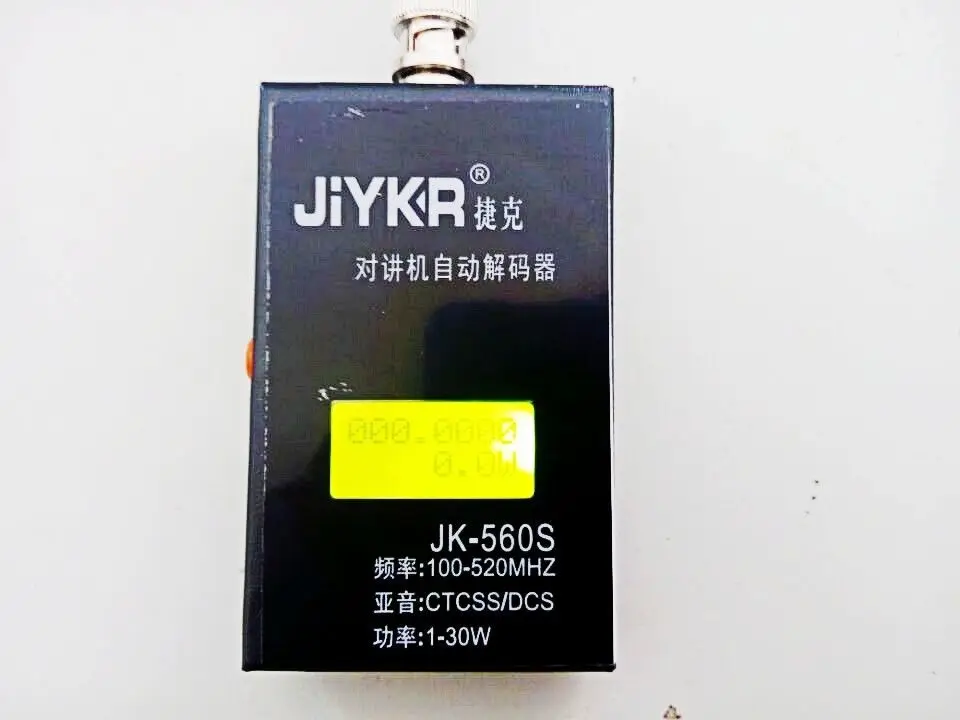 JiYKR® 捷克
对讲机自动解码器
000.0000
0.0W
JK-560S
频率:100-520MHZ
亚音:CTCSS/DCS
功率:1-30W